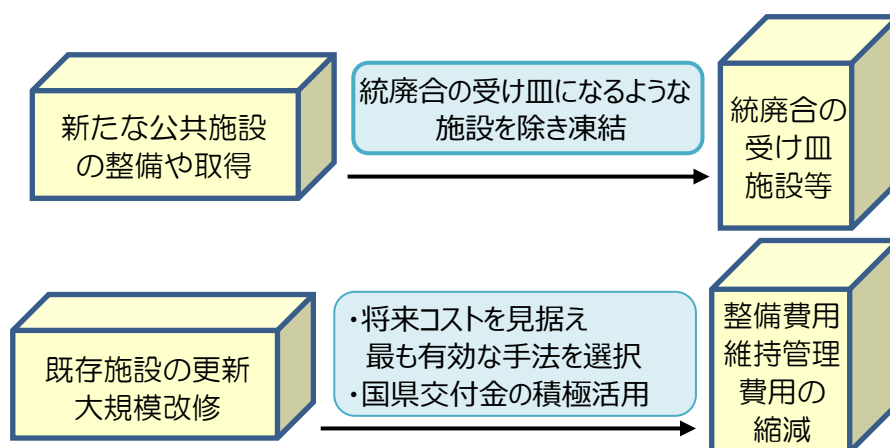 新たな公共施設
の整備や取得
統廃合の受け皿になるような
施設を除き凍結
統廃合の
受け皿
施設等
既存施設の更新
大規模改修
・将来コストを見据え
最も有効な手法を選択
・国県交付金の積極活用
整備費用
維持管理
費用の
縮減